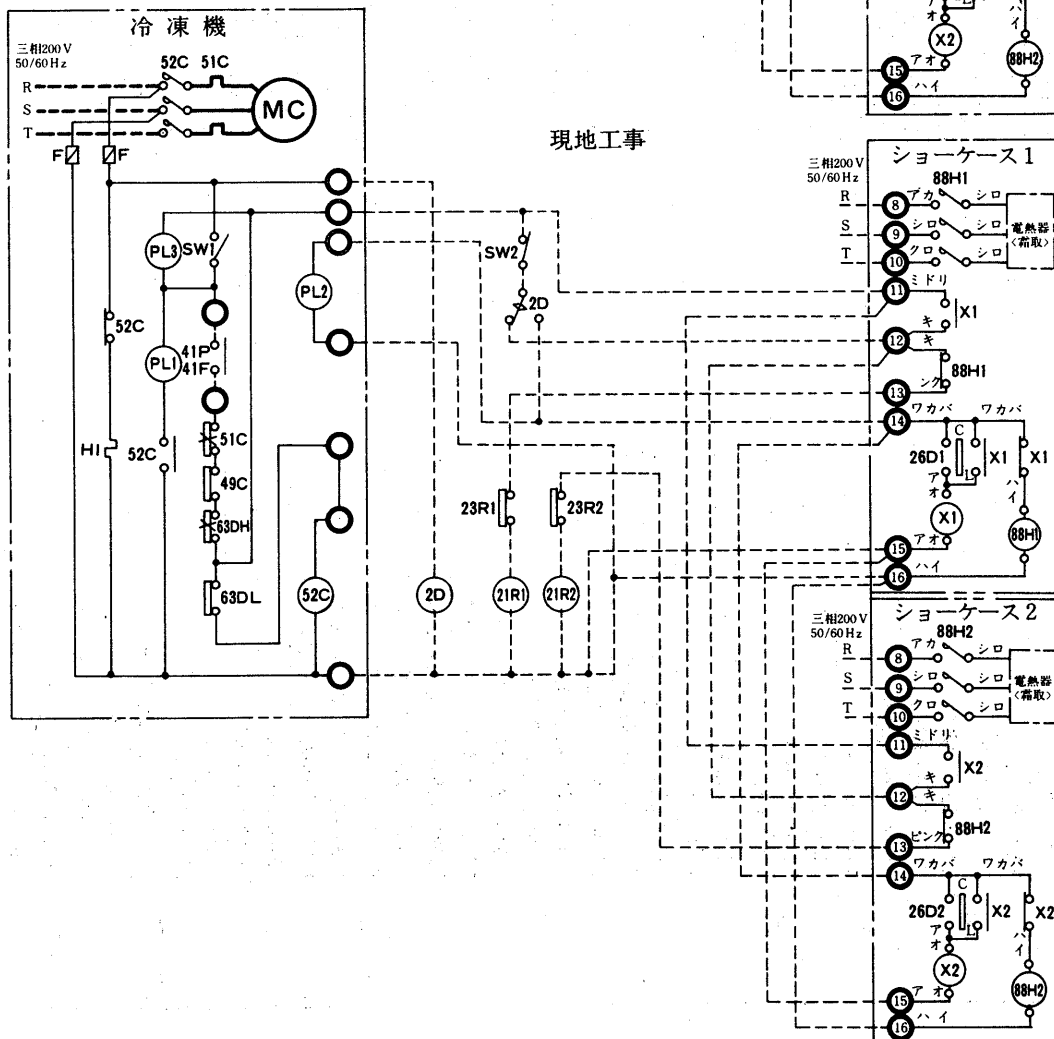 冷凍機
三相200V
50/60Hz
52C 51C
R
S
T
MC
F F
PL3 SW1
PL2
52C
41P
41F
PL1
51C
52C
H1
49C
63DH
63DL
52C
現地工事
SW2
2D
23R1 23R2
2D 21R1 21R2
オ L ハイ
X2
88H2
15 アオ
16 ハイ
ショーケース1
三相200V
50/60Hz
88H1
R 8 アカ シロ
S 9 シロ シロ
T 10 クロ シロ
電熱器
〈霜取〉
11 ミドリ
X1
キ
12 キ
88H1
13
14 ワカバ ワカバ
C
26D1 X1 X1
L
アオ ハイ
X1
88H1
15 アオ
16 ハイ
ショーケース2
三相200V
50/60Hz
88H2
R 8 アカ シロ
S 9 シロ シロ
T 10 クロ シロ
電熱器
〈霜取〉
11 ミドリ
X2
キ
12 キ
88H2
13 ピンク
14 ワカバ ワカバ
C
26D2 X2 X2
L
アオ ハイ
X2
88H2
15 アオ
16 ハイ